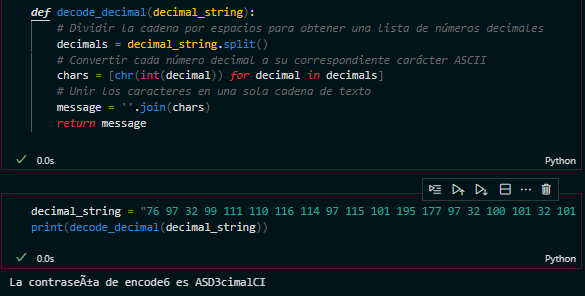 def decode_decimal(decimal_string):
    # Dividir la cadena por espacios para obtener una lista de números decimales
    decimals = decimal_string.split()
    # Convertir cada número decimal a su correspondiente carácter ASCII
    chars = [chr(int(decimal)) for decimal in decimals]
    # Unir los caracteres en una sola cadena de texto
    message = ''.join(chars)
    return message
0.0s Python
decimal_string = "76 97 32 99 111 110 116 114 97 115 101 195 177 97 32 100 101 32 101
print(decode_decimal(decimal_string))
0.0s Python
La contraseÃ±a de encode6 es ASD3cimalCI